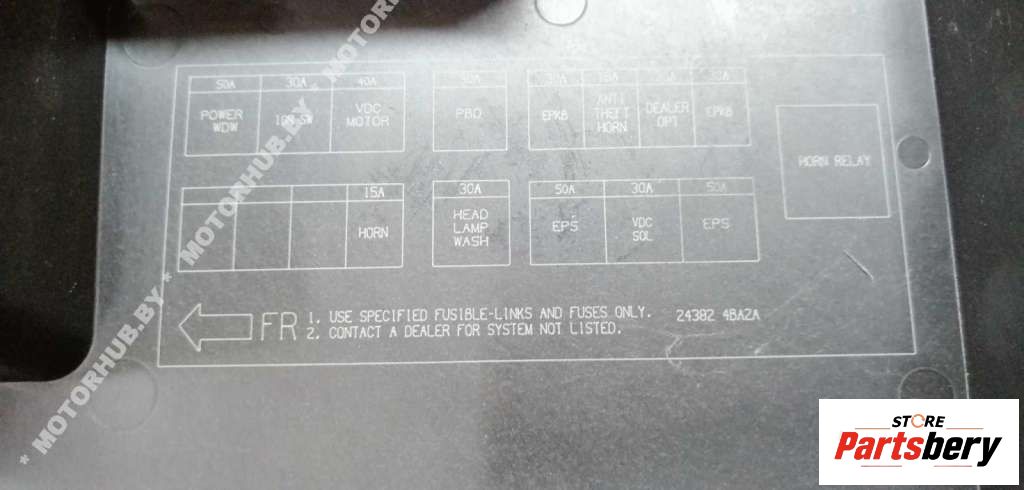 50A 30A 40A
POWER WDW IGN SW VDC MOTOR
PBD
EPKB ANTI THEFT HORN DEALER OPT EPKB
HORN RELAY
15A 30A 50A 30A 50A
HORN HEAD LAMP WASH EPS VDC SOL EPS
FR 1. USE SPECIFIED FUSIBLE-LINKS AND FUSES ONLY. 24382 4BA2A
2. CONTACT A DEALER FOR SYSTEM NOT LISTED.
* MOTORHUB.BY * MOTORHUB.BY * MOTORHUB.BY
STORE
Partsbery